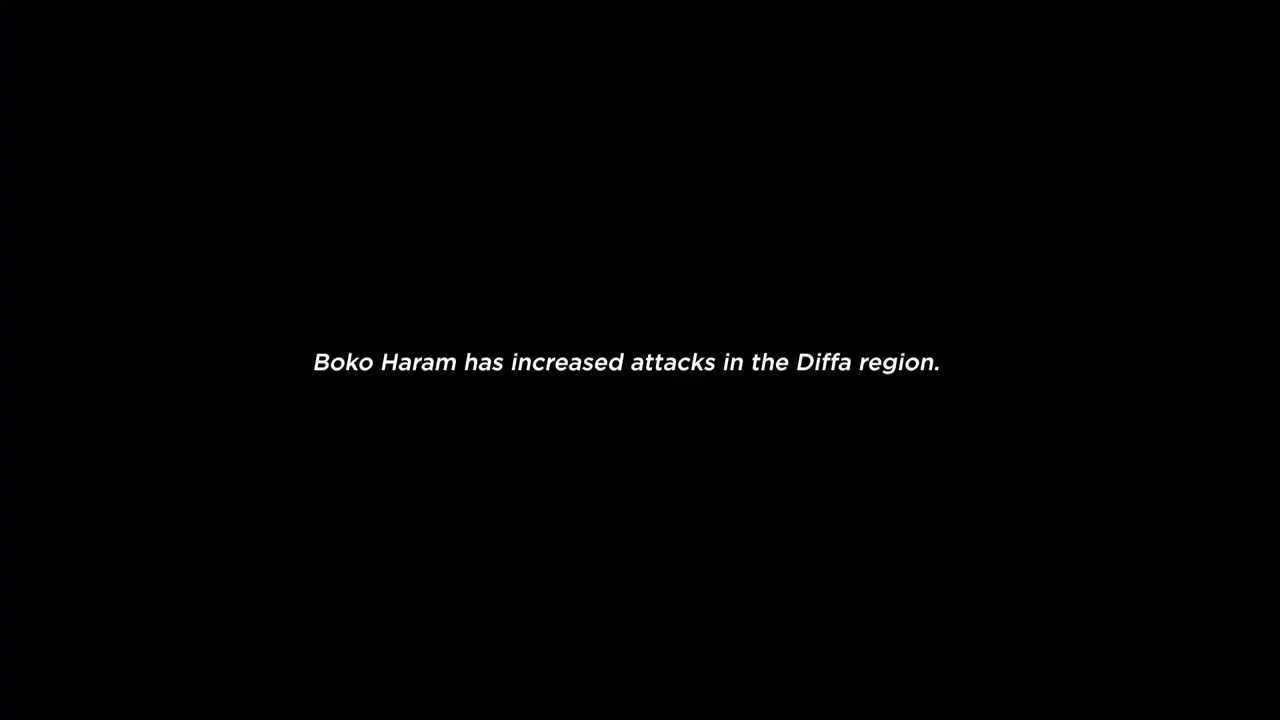 Boko Haram has increased attacks in the Diffa region.